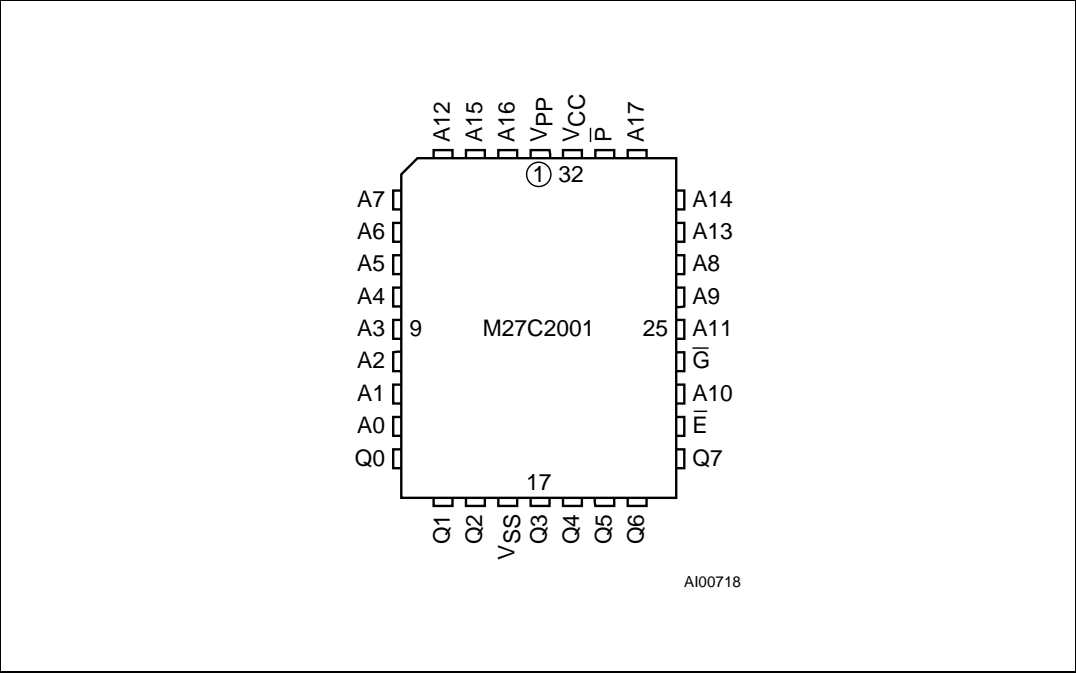 A12 A15 A16 VPP VCC P̅ A17
1 32
A7 A14
A6 A13
A5 A8
A4 A9
A3 9 M27C2001 25 A11
A2 G̅
A1 A10
A0 E̅
Q0 Q7
17
Q1 Q2 VSS Q3 Q4 Q5 Q6
AI00718